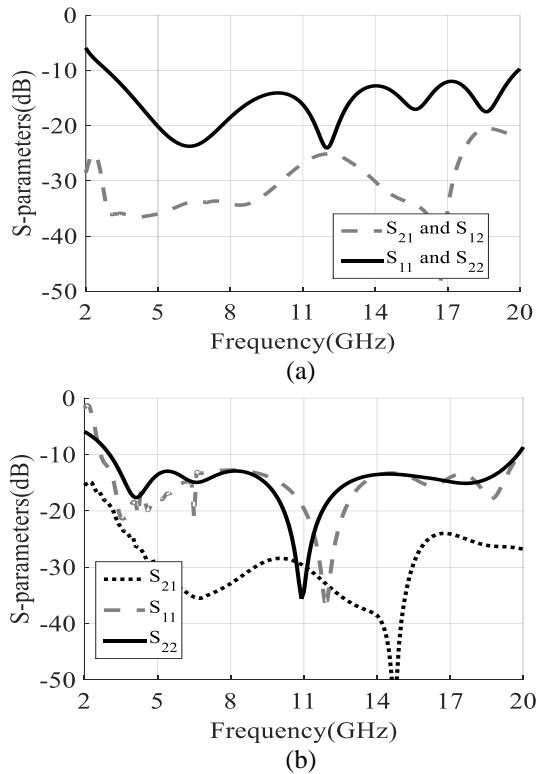 0
-10
-20
-30
-40
-50
S-parameters(dB)
S21 and S12
S11 and S22
2 5 8 11 14 17 20
Frequency(GHz)
(a)
0
-10
-20
-30
-40
-50
S-parameters(dB)
S21
S11
S22
2 5 8 11 14 17 20
Frequency(GHz)
(b)